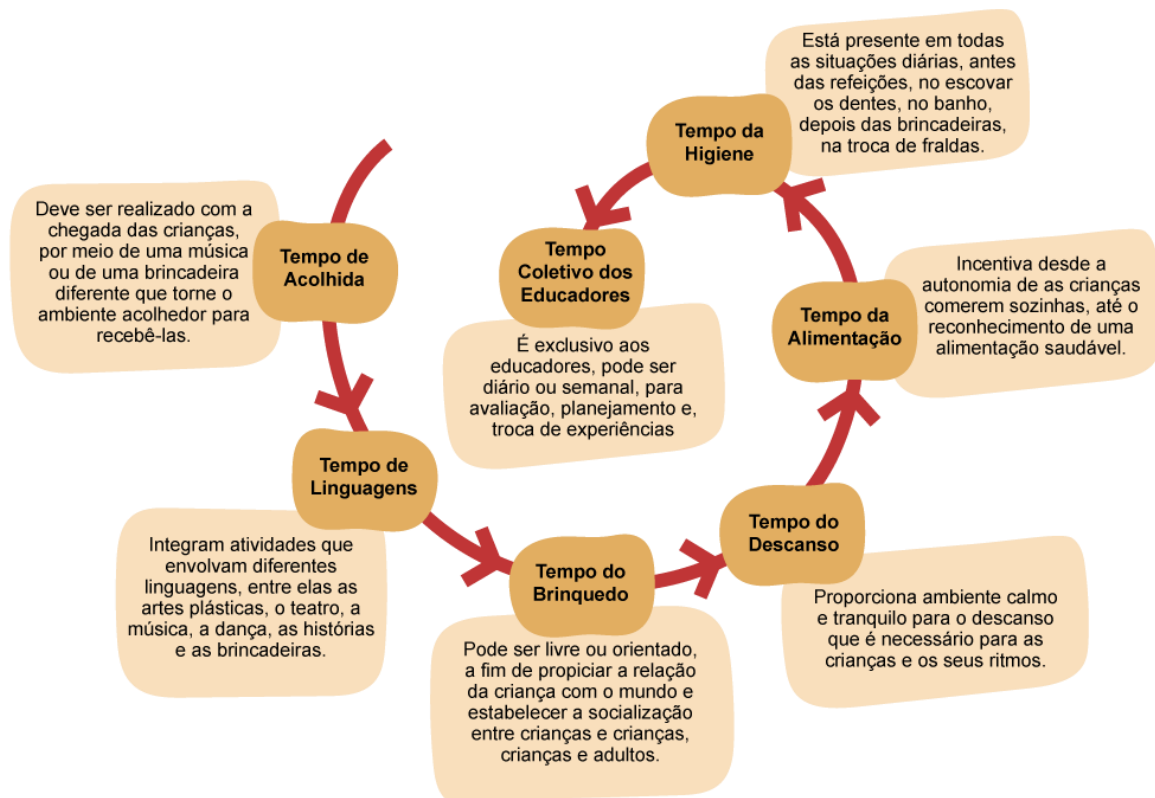 Tempo de
Acolhida
Deve ser realizado com a
chegada das crianças,
por meio de uma música
ou de uma brincadeira
diferente que torne o
ambiente acolhedor para
recebê-las.
Tempo de
Linguagens
Integram atividades que
envolvam diferentes
linguagens, entre elas as
artes plásticas, o teatro, a
música, a dança, as histórias
e as brincadeiras.
Tempo do
Brinquedo
Pode ser livre ou orientado,
a fim de propiciar a relação
da criança com o mundo e
estabelecer a socialização
entre crianças e crianças,
crianças e adultos.
Tempo do
Descanso
Proporciona ambiente calmo
e tranquilo para o descanso
que é necessário para as
crianças e os seus ritmos.
Tempo da
Alimentação
Incentiva desde a
autonomia de as crianças
comerem sozinhas, até o
reconhecimento de uma
alimentação saudável.
Tempo da
Higiene
Está presente em todas
as situações diárias, antes
das refeições, no escovar
os dentes, no banho,
depois das brincadeiras,
na troca de fraldas.
Tempo
Coletivo dos
Educadores
É exclusivo aos
educadores, pode ser
diário ou semanal, para
avaliação, planejamento e,
troca de experiências